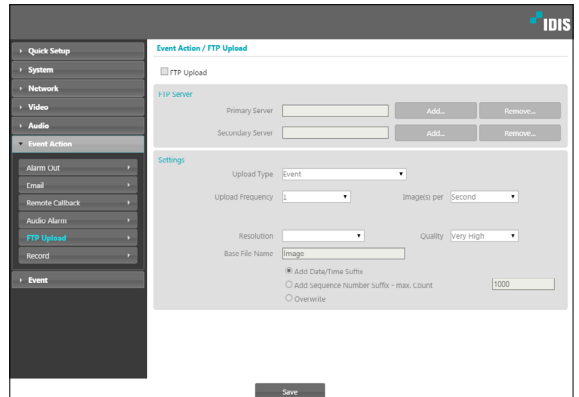 IDIS
Quick Setup
System
Network
Video
Audio
Event Action
Alarm Out
Email
Remote Callback
Audio Alarm
FTP Upload
Record
Event
Event Action / FTP Upload
FTP Upload
FTP Server
Primary Server Add... Remove...
Secondary Server Add... Remove...
Settings
Upload Type Event
Upload Frequency 1 Image(s) per Second
Resolution Quality Very High
Base File Name Image
Add Date/Time Suffix
Add Sequence Number Suffix - max. Count 1000
Overwrite
Save